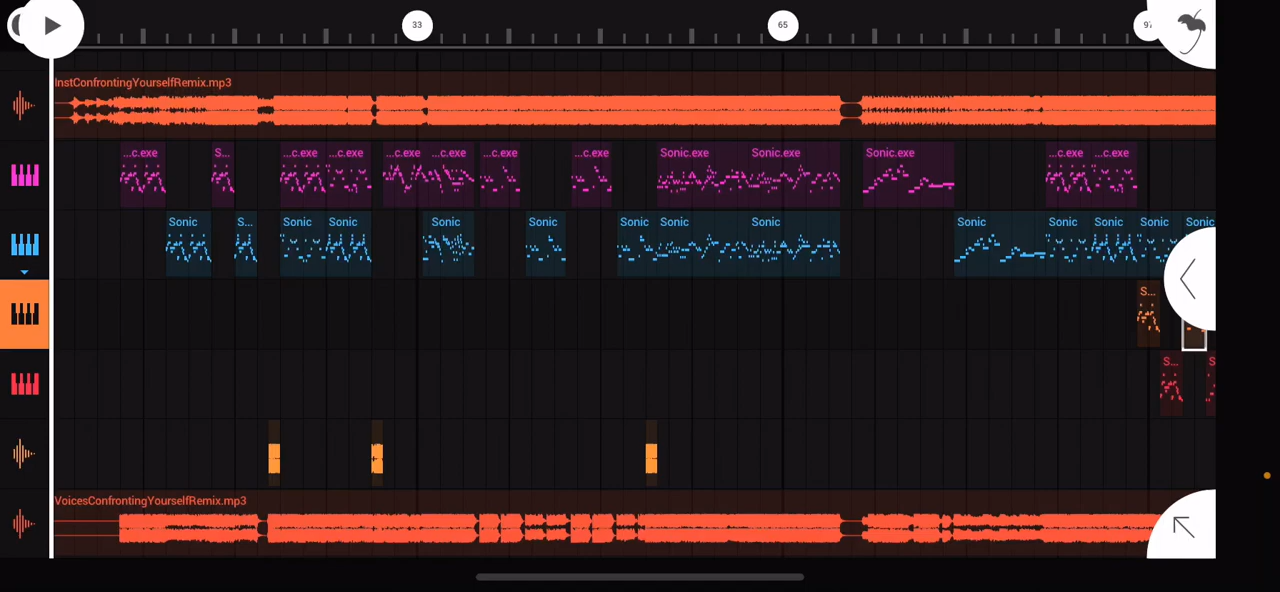 33 65 97
InstConfrontingYourselfRemix.mp3
...c.exe S... ...c.exe ...c.exe ...c.exe ...c.exe ...c.exe ...c.exe Sonic.exe Sonic.exe Sonic.exe ...c.exe ...c.exe
Sonic S... Sonic Sonic Sonic Sonic Sonic Sonic Sonic Sonic Sonic Sonic Sonic Sonic
S...
S... S
VoicesConfrontingYourselfRemix.mp3